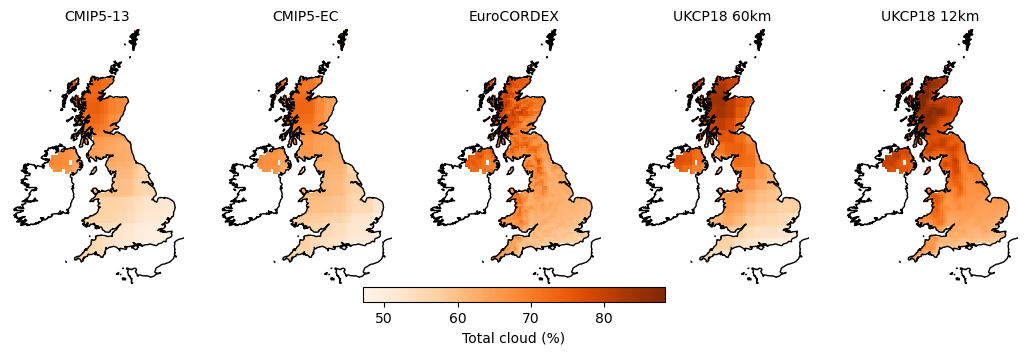 CMIP5-13 CMIP5-EC EuroCORDEX UKCP18 60km UKCP18 12km
50 60 70 80
Total cloud (%)